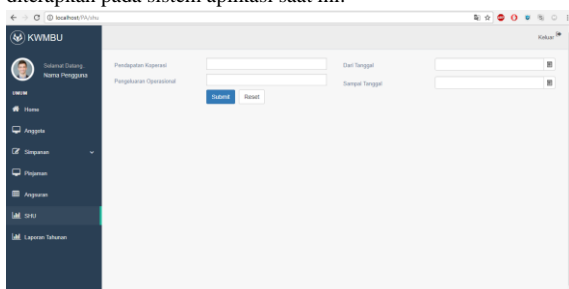 diterapkan pada sistem aplikasi saat ini.
localhost/PA/shu
KWMBU
Keluar
Selamat Datang,
Nama Pengguna
UMUM
Home
Anggota
Simpanan
Pinjaman
Angsuran
SHU
Laporan Tahunan
Pendapatan Koperasi
Dari Tanggal
Pengeluaran Operasional
Sampai Tanggal
Submit
Reset